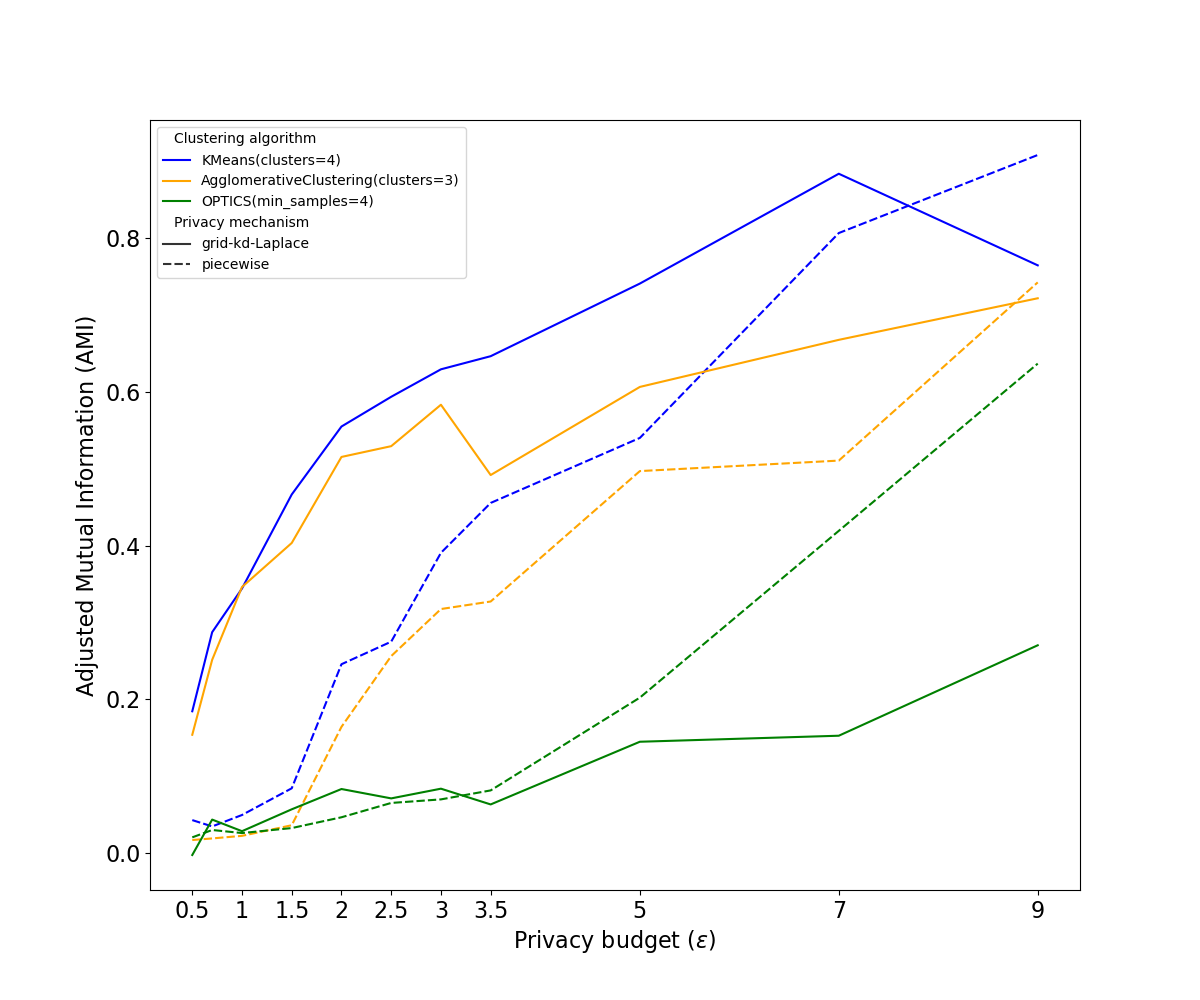 Clustering algorithm
KMeans(clusters=4)
AgglomerativeClustering(clusters=3)
OPTICS(min_samples=4)
Privacy mechanism
grid-kd-Laplace
piecewise
Adjusted Mutual Information (AMI)
0.8
0.6
0.4
0.2
0.0
0.5 1 1.5 2 2.5 3 3.5 5 7 9
Privacy budget (ε)